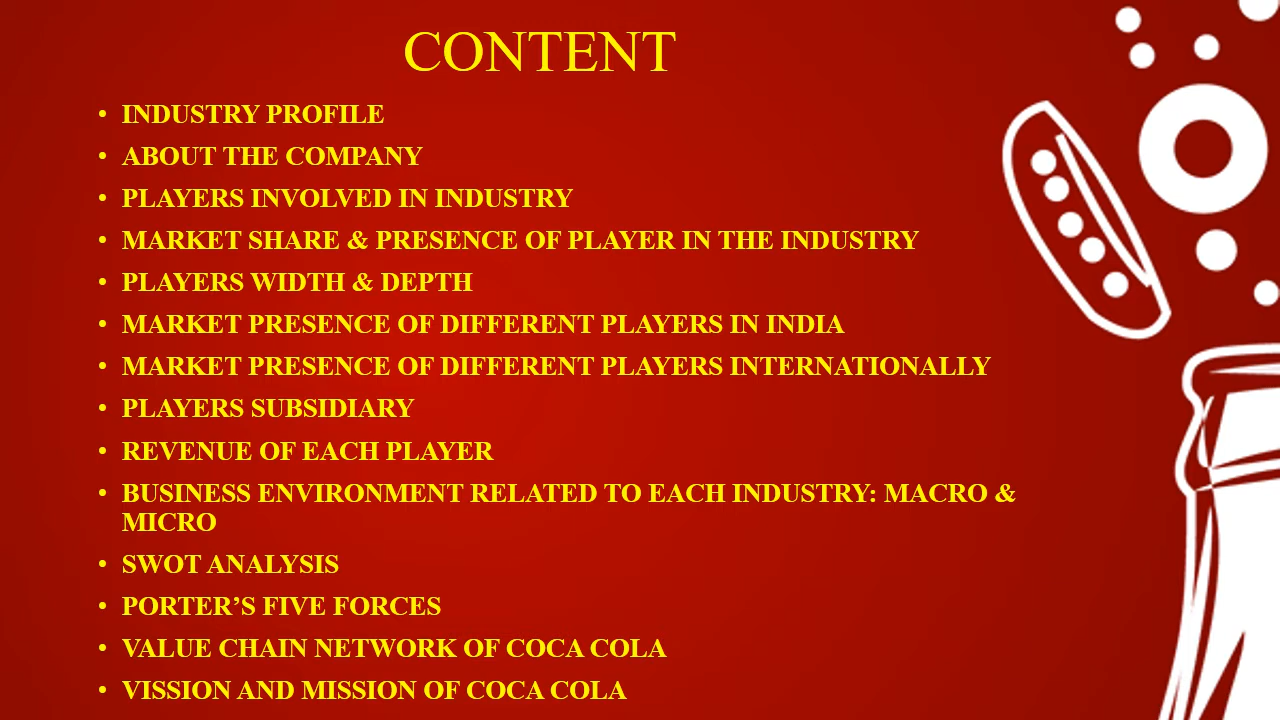 CONTENT
• INDUSTRY PROFILE
• ABOUT THE COMPANY
• PLAYERS INVOLVED IN INDUSTRY
• MARKET SHARE & PRESENCE OF PLAYER IN THE INDUSTRY
• PLAYERS WIDTH & DEPTH
• MARKET PRESENCE OF DIFFERENT PLAYERS IN INDIA
• MARKET PRESENCE OF DIFFERENT PLAYERS INTERNATIONALLY
• PLAYERS SUBSIDIARY
• REVENUE OF EACH PLAYER
• BUSINESS ENVIRONMENT RELATED TO EACH INDUSTRY: MACRO &
MICRO
• SWOT ANALYSIS
• PORTER’S FIVE FORCES
• VALUE CHAIN NETWORK OF COCA COLA
• VISSION AND MISSION OF COCA COLA